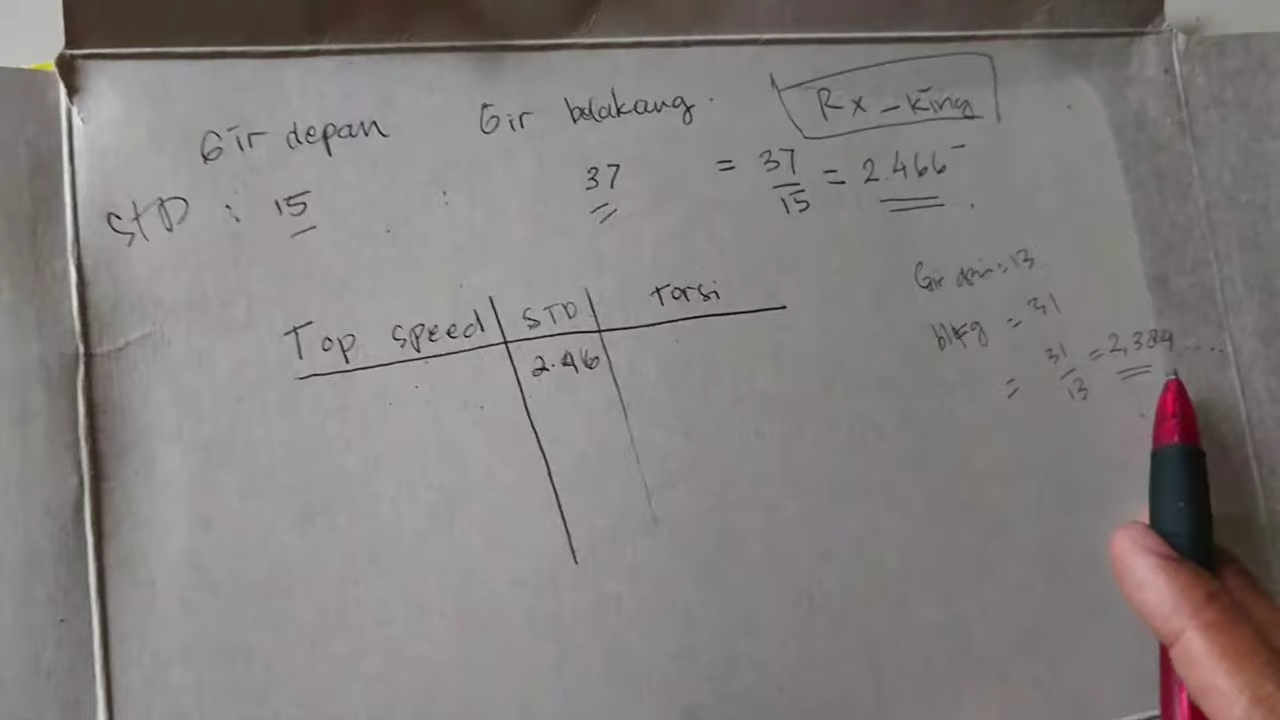 Rx - King
Gir depan Gir belakang.
STD : 15 : 37 = 37/15 = 2.466
Top speed STD torsi
2.46
Gir dpn = 13
blkg = 31
= 31/13 = 2,384....